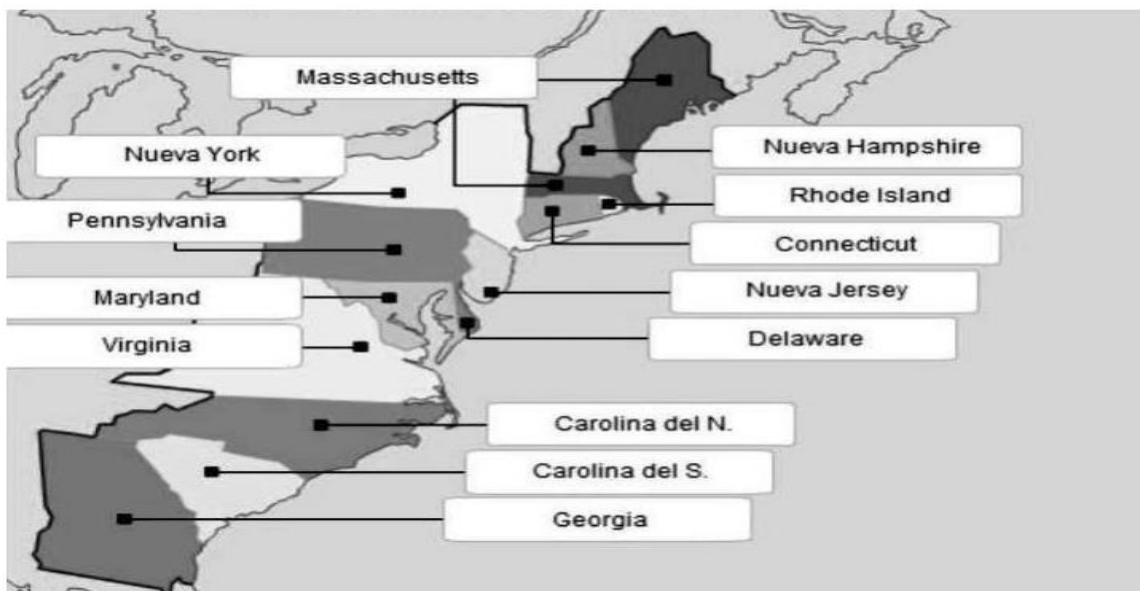 Massachusetts
Nueva York
Nueva Hampshire
Rhode Island
Pennsylvania
Connecticut
Maryland
Nueva Jersey
Virginia
Delaware
Carolina del N.
Carolina del S.
Georgia